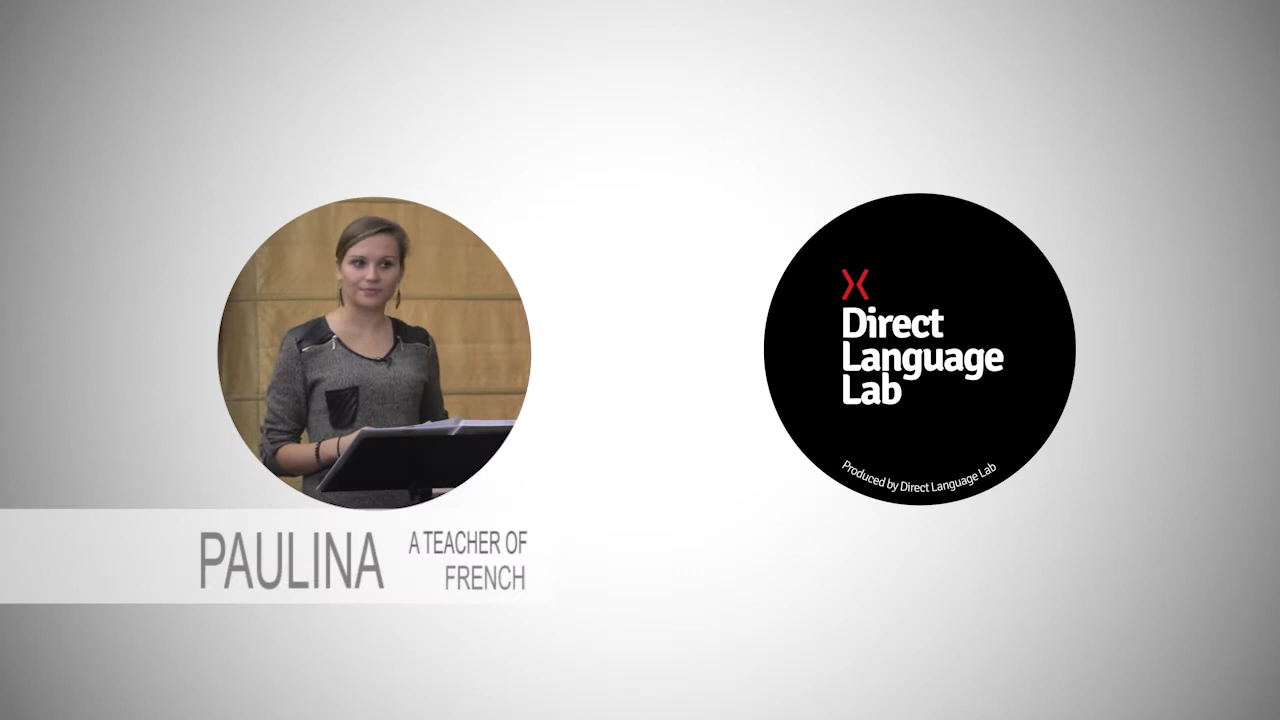 PAULINA
A TEACHER OF
FRENCH
Direct
Language
Lab
Produced by Direct Language Lab